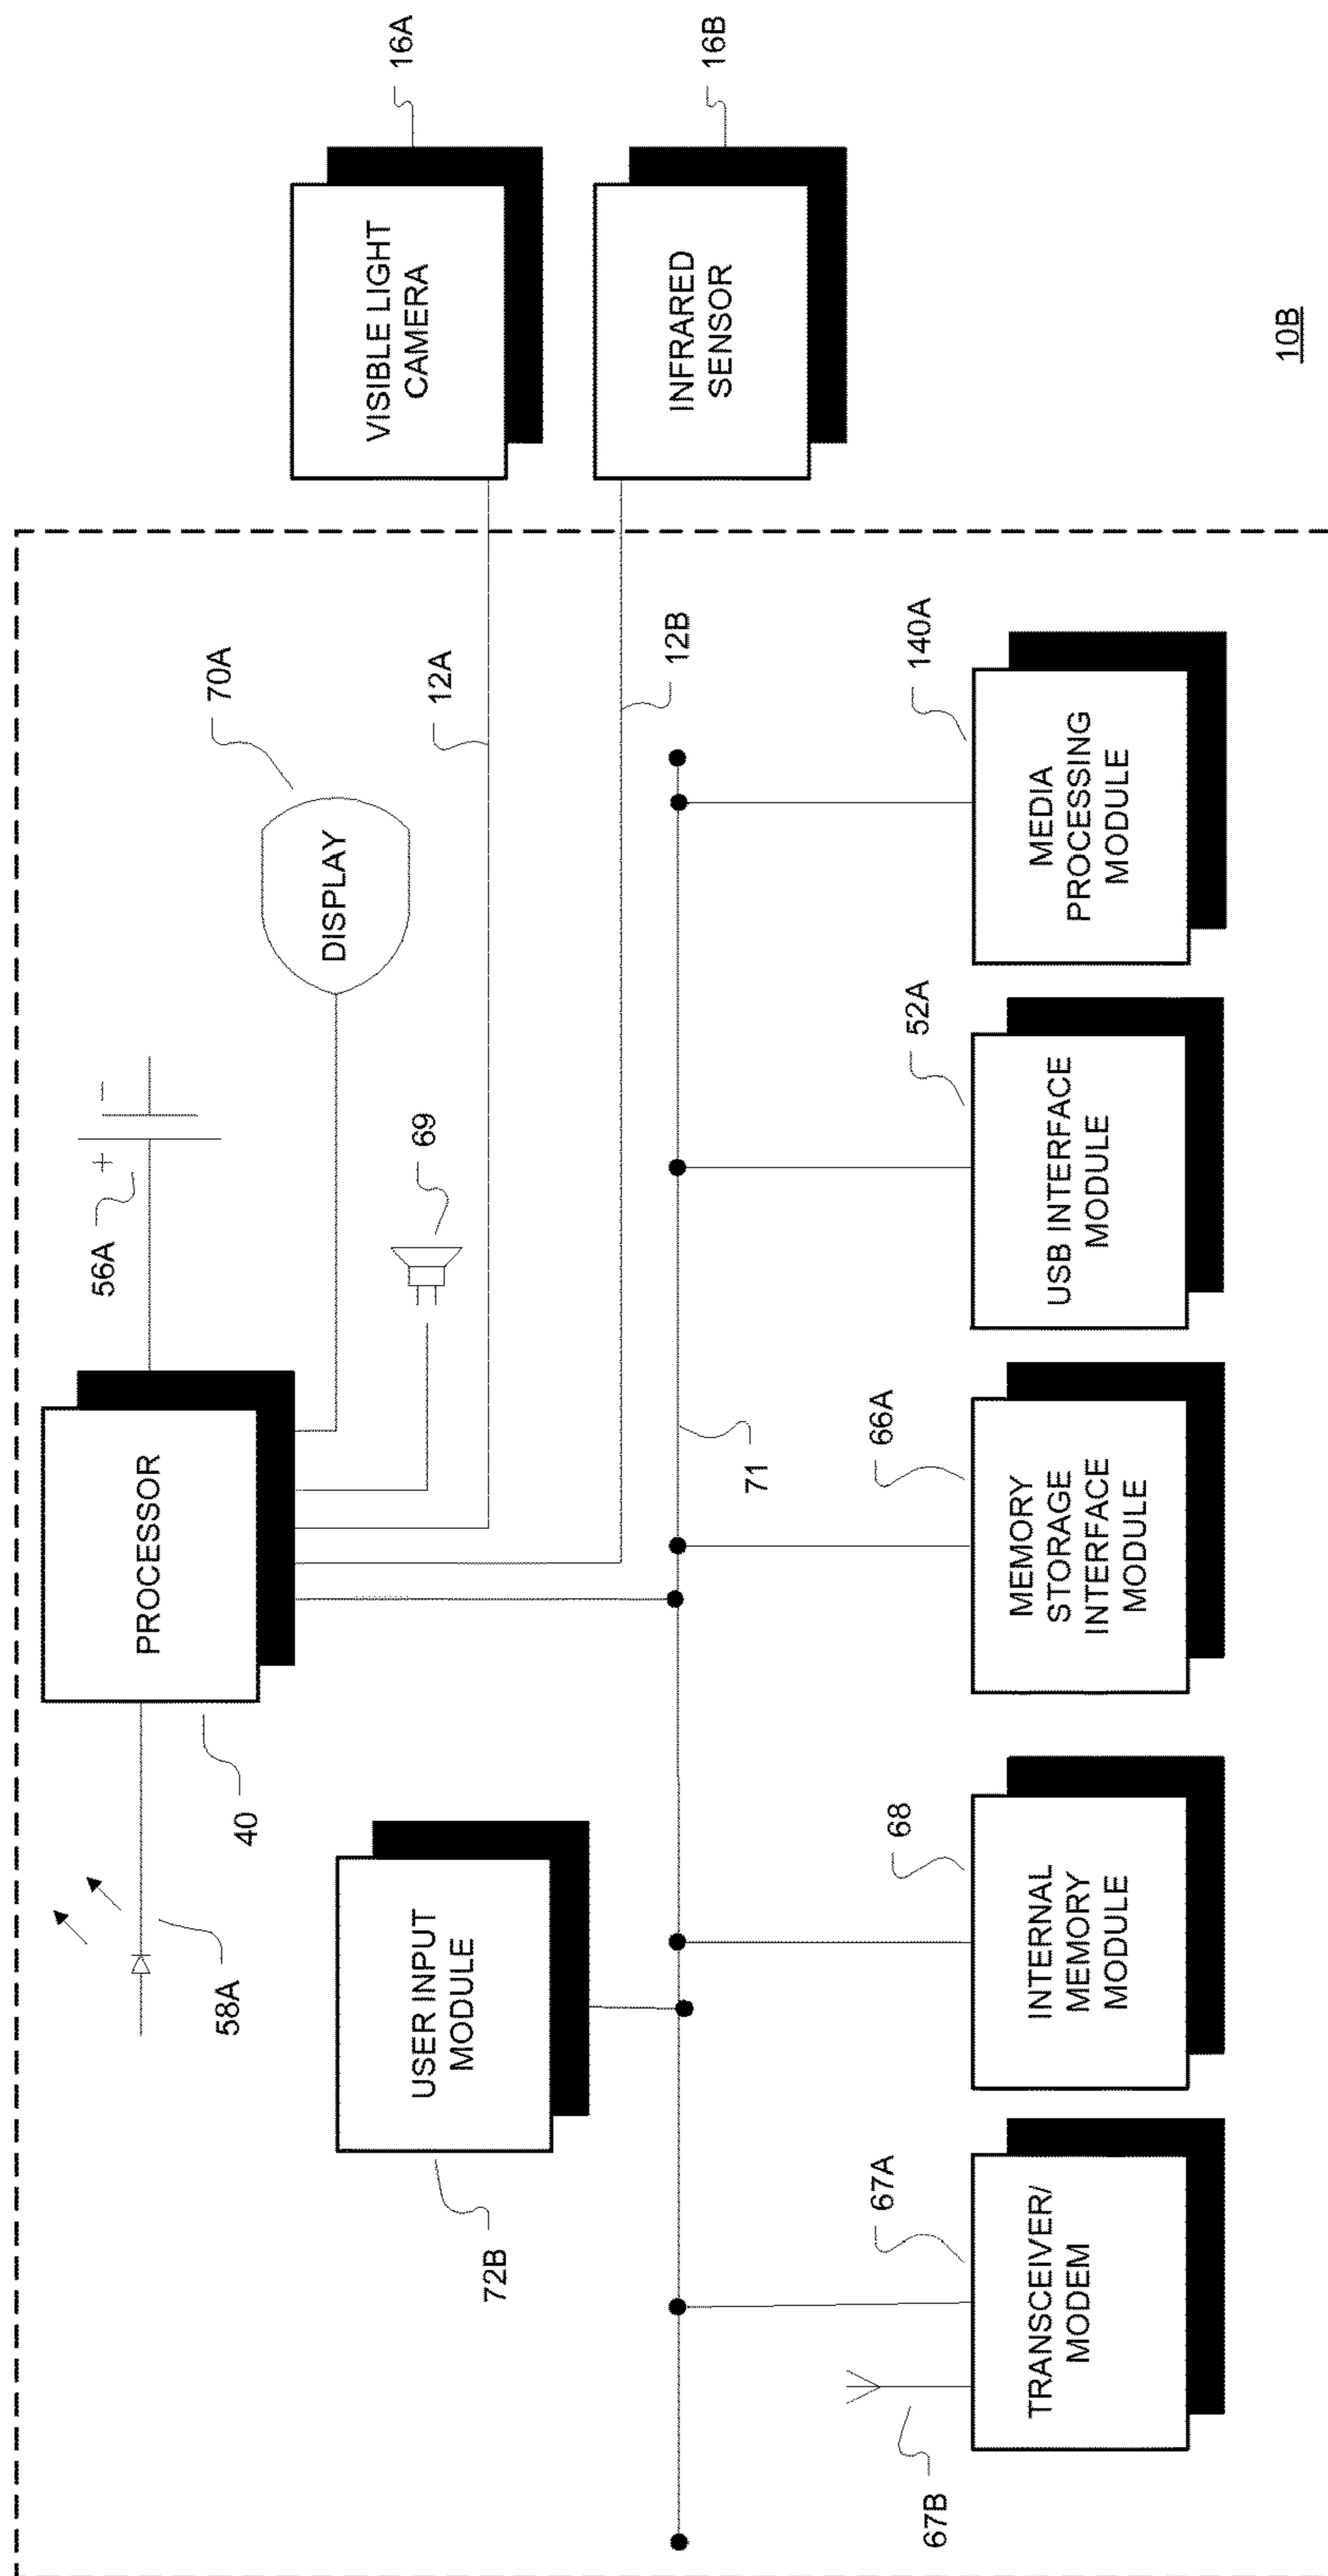 58A
PROCESSOR
40
56A
+
-
DISPLAY
70A
69
12A
12B
VISIBLE LIGHT
CAMERA
16A
INFRARED
SENSOR
16B
USER INPUT
MODULE
72B
71
67B
TRANSCEIVER/
MODEM
67A
INTERNAL
MEMORY
MODULE
68
MEMORY
STORAGE
INTERFACE
MODULE
66A
USB INTERFACE
MODULE
52A
MEDIA
PROCESSING
MODULE
140A
10B